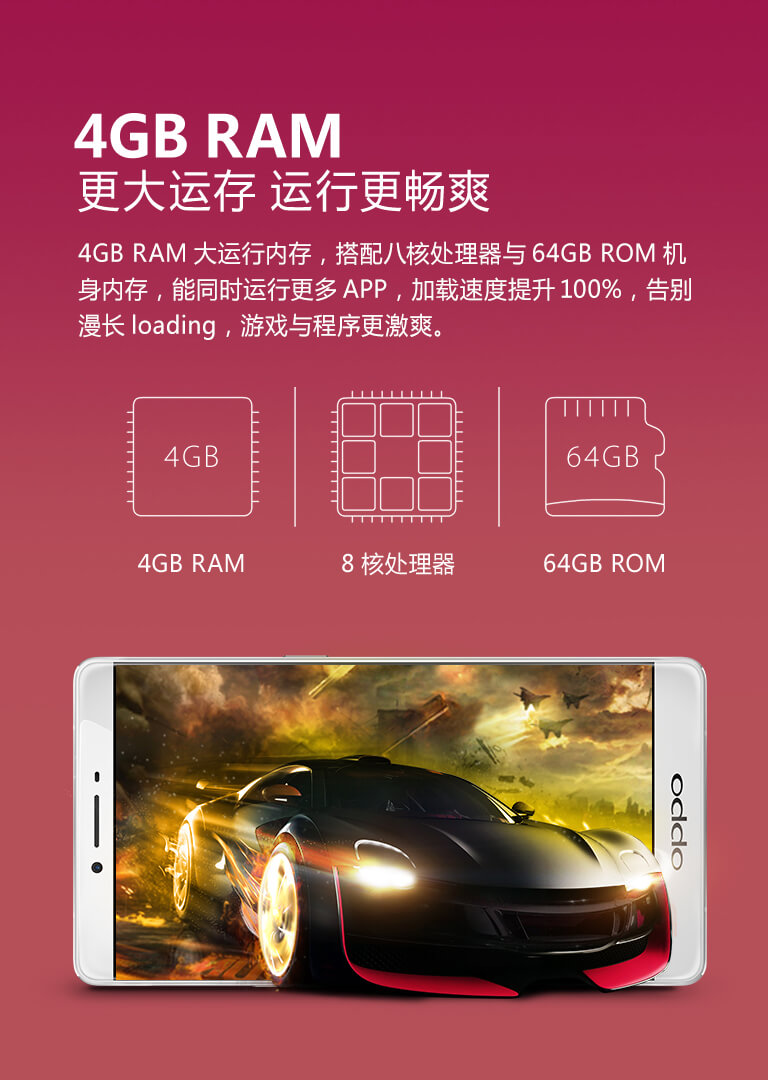 4GB RAM
更大运存 运行更畅爽
4GB RAM 大运行内存，搭配八核处理器与 64GB ROM 机
身内存，能同时运行更多 APP，加载速度提升 100%，告别
漫长 loading，游戏与程序更激爽。
4GB
64GB
4GB RAM
8 核处理器
64GB ROM
oppo